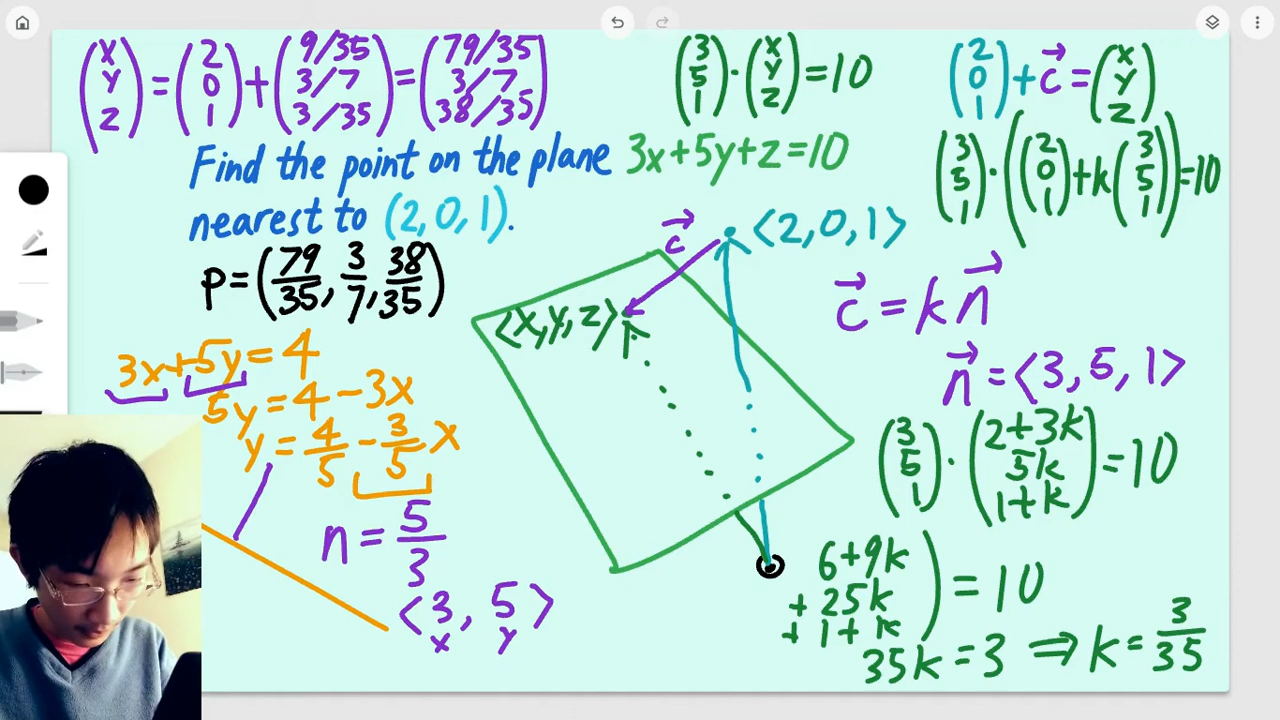 (x y z) = (2 0 1) + (9/35 3/7 3/35) = (79/35 3/7 38/35)
(3 5 1) · (x y z) = 10
(2 0 1) + c⃗ = (x y z)
(3 5 1) · ((2 0 1) + k(3 5 1)) = 10
Find the point on the plane 3x+5y+z=10
nearest to (2,0,1).
p = (79/35, 3/7, 38/35)
3x+5y=4
5y=4-3x
y=4/5-3/5 x
n = 5/3
<3, 5>
x y
c⃗
<2,0,1>
<x,y,z>
c⃗ = k n⃗
n⃗ = <3,5,1>
(3 5 1) · (2+3k 5k 1+k) = 10
6+9k
+ 25k
+ 1+k
) = 10
35k = 3 ⇒ k = 3/35